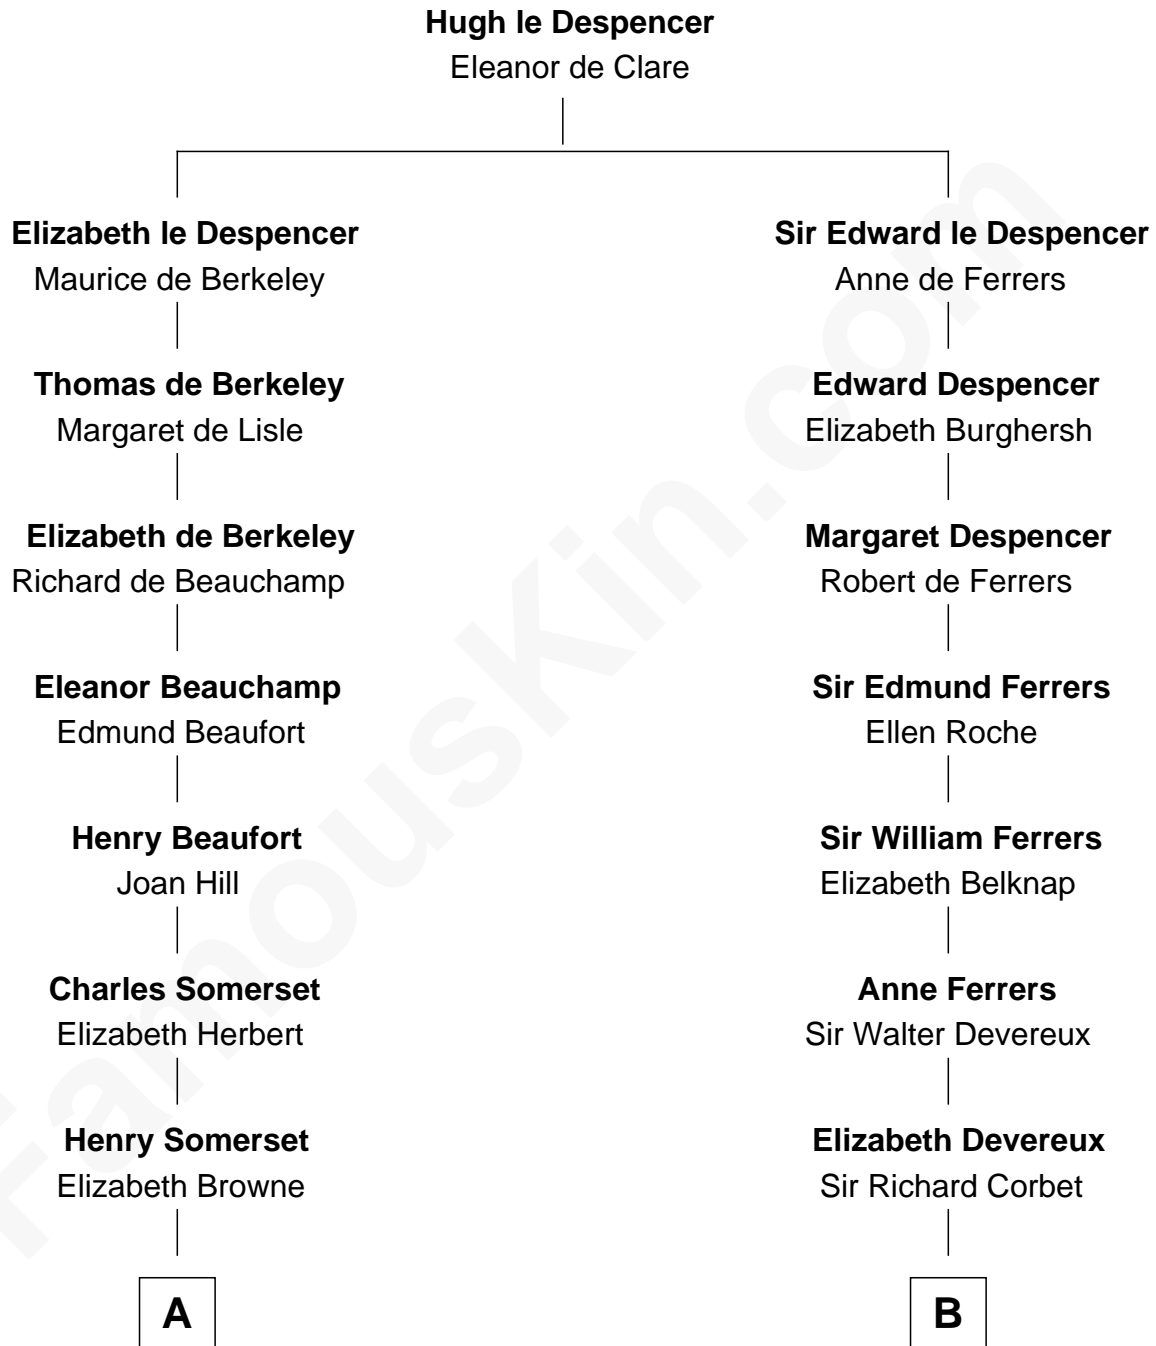 Hugh le Despencer
Eleanor de Clare
Elizabeth le Despencer
Maurice de Berkeley
Sir Edward le Despencer
Anne de Ferrers
Thomas de Berkeley
Margaret de Lisle
Edward Despencer
Elizabeth Burghersh
Elizabeth de Berkeley
Richard de Beauchamp
Margaret Despencer
Robert de Ferrers
Eleanor Beauchamp
Edmund Beaufort
Sir Edmund Ferrers
Ellen Roche
Henry Beaufort
Joan Hill
Sir William Ferrers
Elizabeth Belknap
Charles Somerset
Elizabeth Herbert
Anne Ferrers
Sir Walter Devereux
Henry Somerset
Elizabeth Browne
Elizabeth Devereux
Sir Richard Corbet
A
B
FamousKin.com